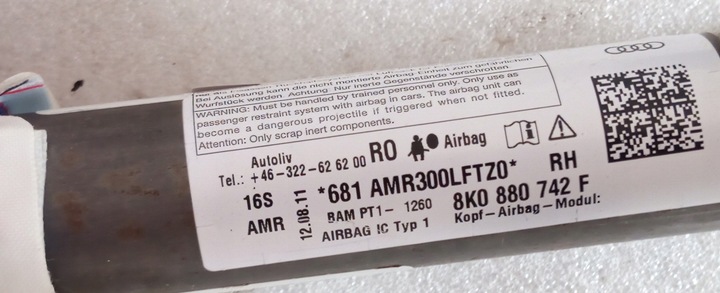 Bei Auslösung kann die nicht montierte Airbag-Einheit zum gefährlichen
Wurfstück werden. Achtung: Nur inerte Gegenstände verschrotten.
WARNING: Must be handled by trained personnel only. Only use as
passenger restraint system with airbag in cars. The airbag unit can
become a dangerous projectile if triggered when not fitted.
Attention: Only scrap inert components.
Autoliv
Tel.: +46-322-62 62 00 RO Airbag
16S
AMR
12.08.11
*681 AMR300LFTZ0* RH
BAM PT1- 1260
AIRBAG IC Typ 1
8K0 880 742 F
Kopf-Airbag-Modul: